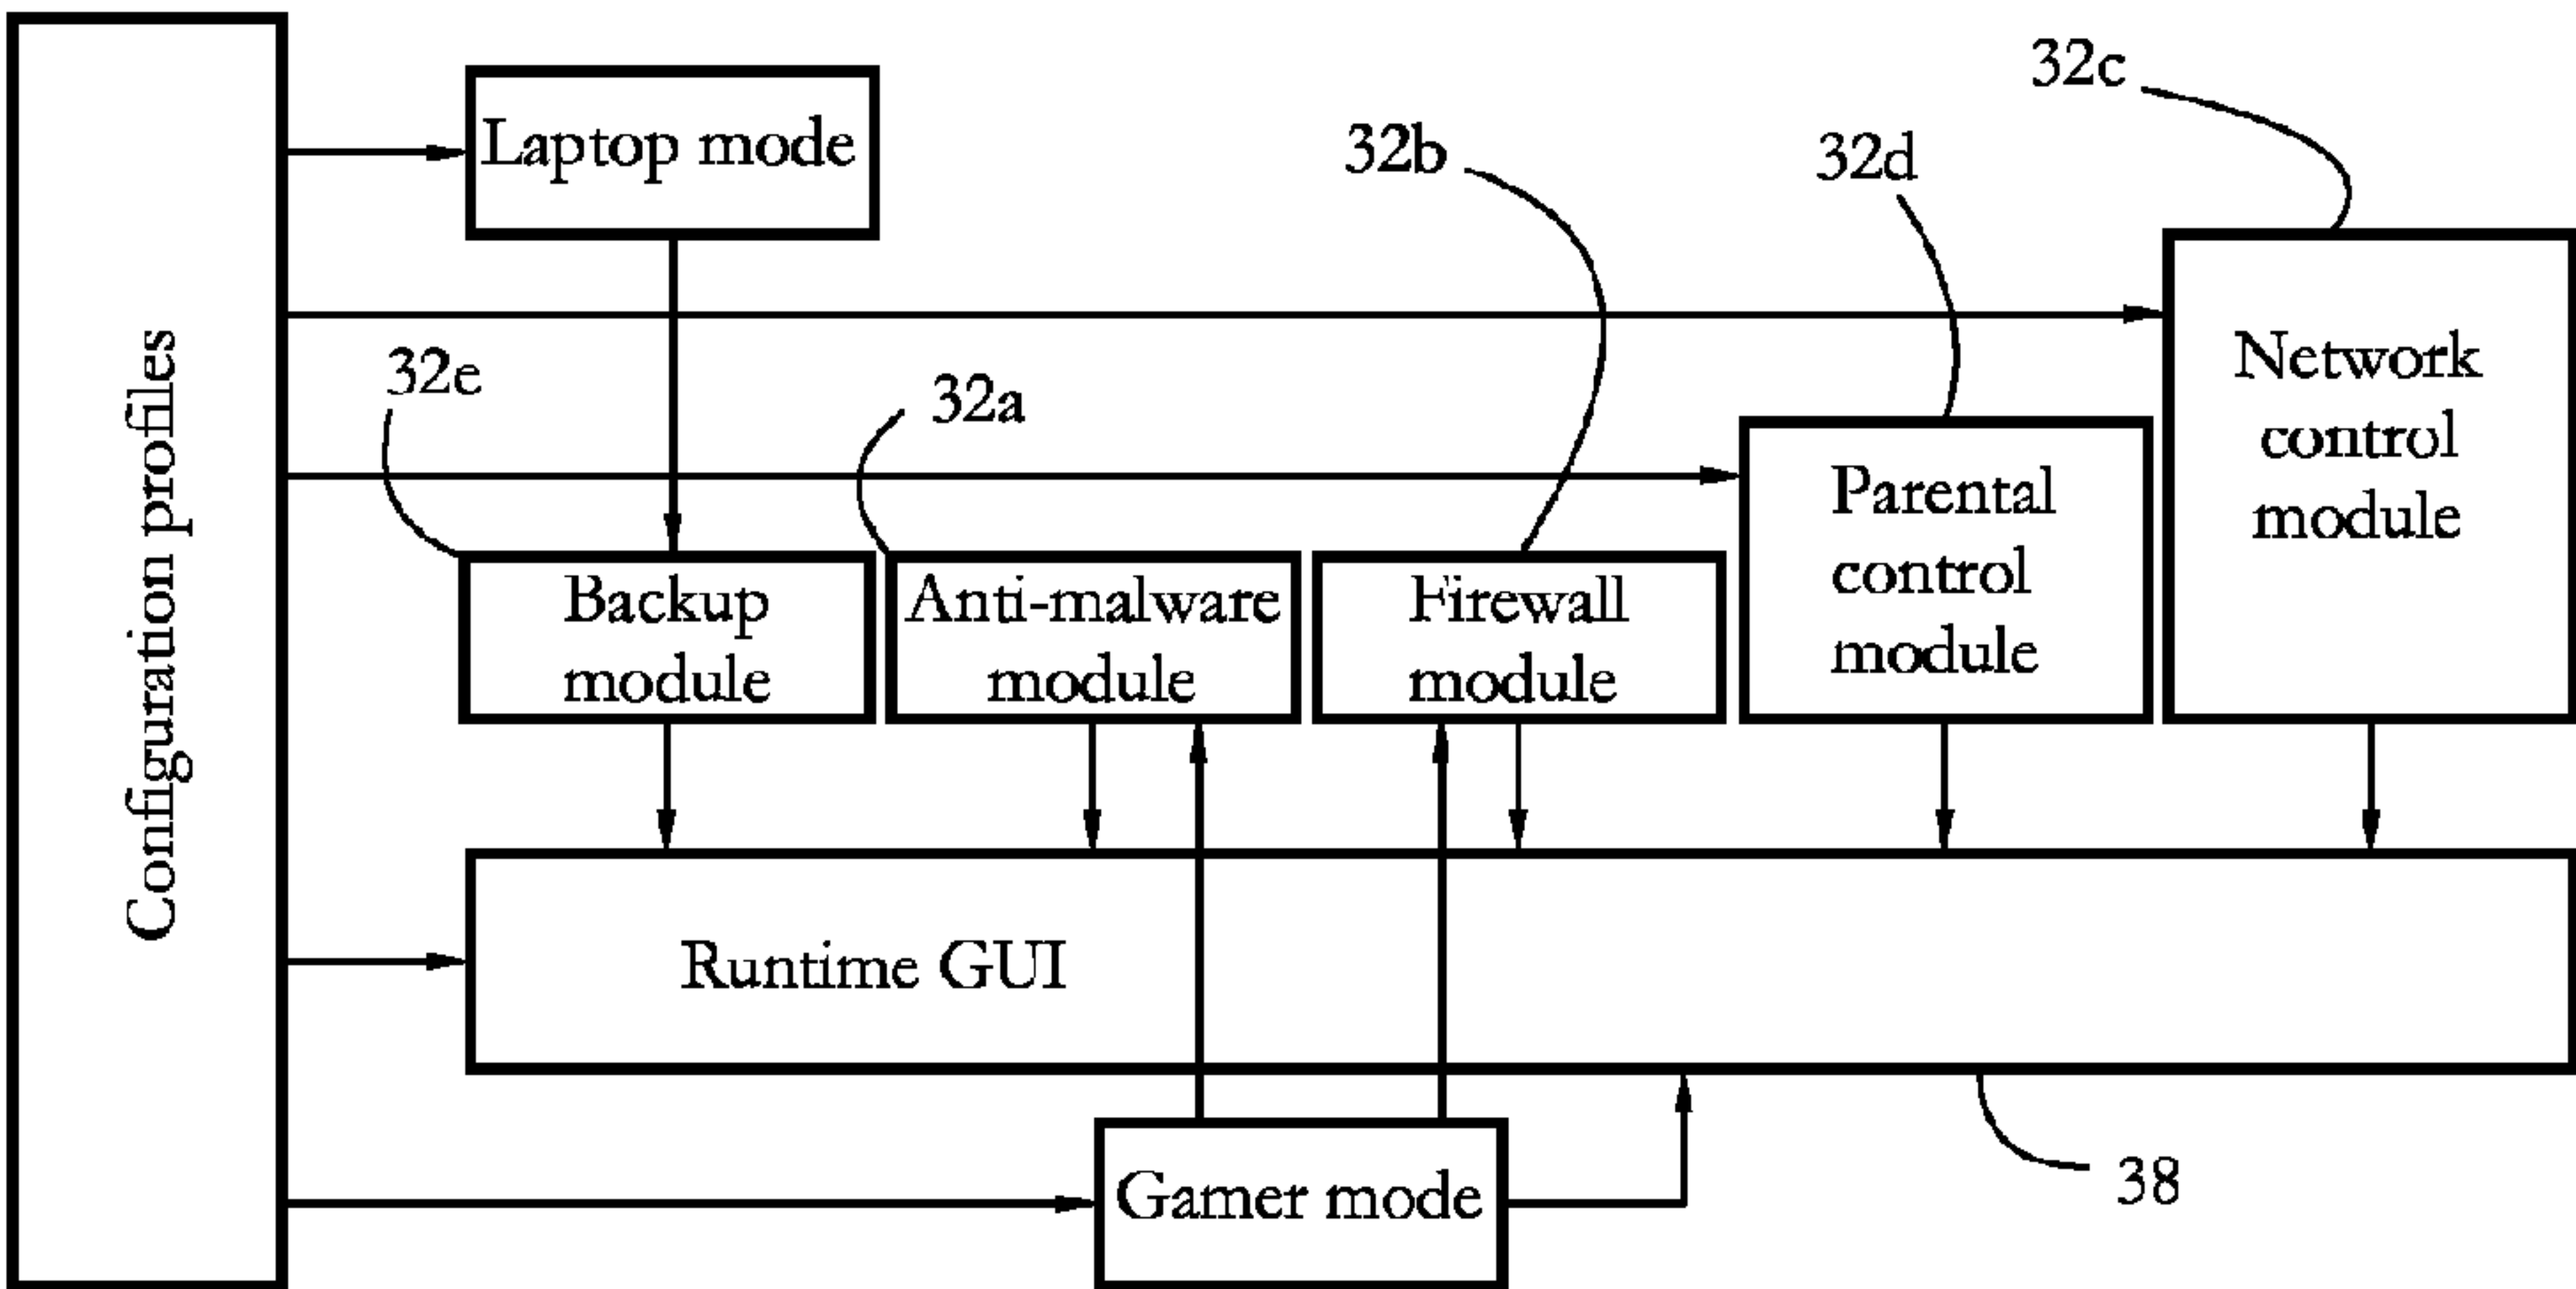 Configuration profiles
Laptop mode
32c
32b
32d
32e
32a
Network
control
module
Parental
control
module
Backup
module
Anti-malware
module
Firewall
module
Runtime GUI
Gamer mode
38